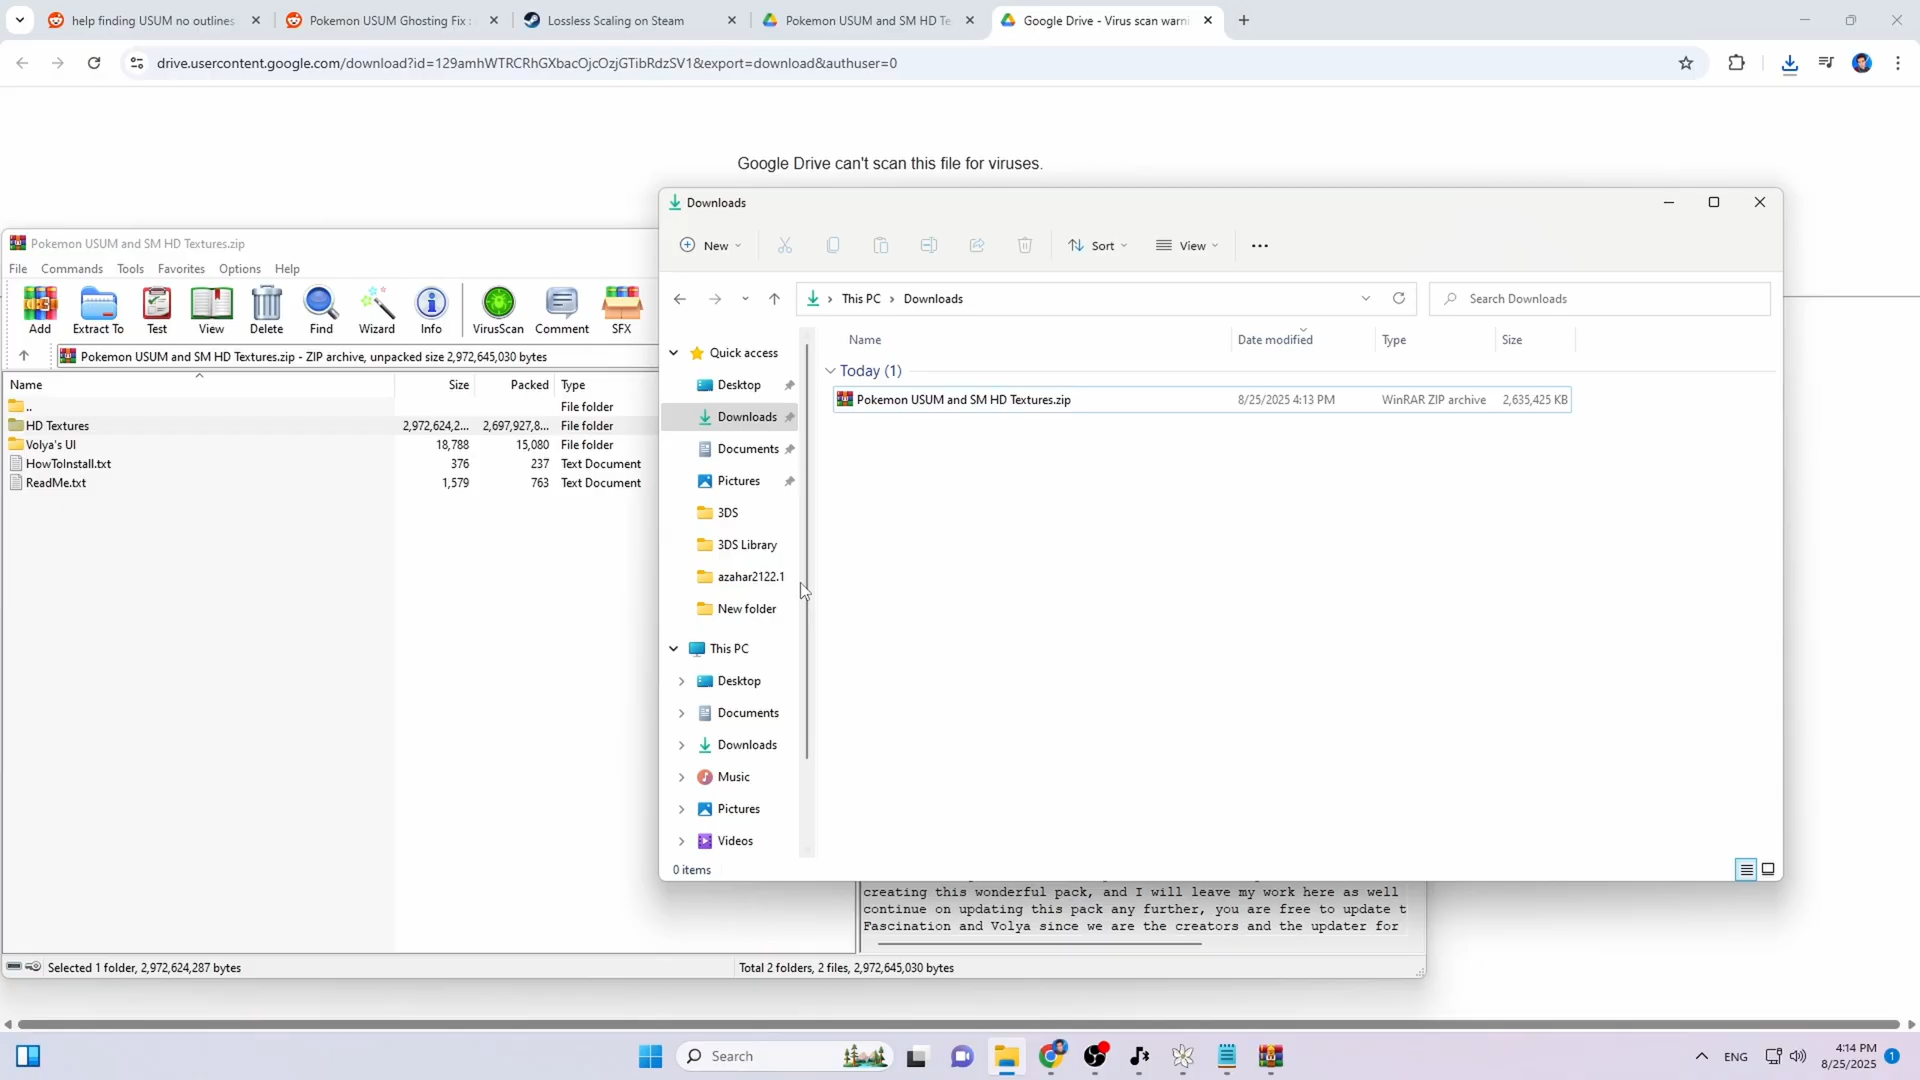 help finding USUM no outlines
Pokemon USUM Ghosting Fix :
Lossless Scaling on Steam
Pokemon USUM and SM HD Te
Google Drive - Virus scan warni
drive.usercontent.google.com/download?id=129amhWTRCRhGXbacOjcOzjGTibRdzSV1&export=download&authuser=0
Google Drive can't scan this file for viruses.
Pokemon USUM and SM HD Textures.zip
File Commands Tools Favorites Options Help
Add Extract To Test View Delete Find Wizard Info VirusScan Comment SFX
Pokemon USUM and SM HD Textures.zip - ZIP archive, unpacked size 2,972,645,030 bytes
Name Size Packed Type
.. File folder
HD Textures 2,972,624,2... 2,697,927,8... File folder
Volya's UI 18,788 15,080 File folder
HowToInstall.txt 376 237 Text Document
ReadMe.txt 1,579 763 Text Document
Downloads
New Sort View
This PC Downloads
Search Downloads
Name Date modified Type Size
Today (1)
Pokemon USUM and SM HD Textures.zip 8/25/2025 4:13 PM WinRAR ZIP archive 2,635,425 KB
Quick access
Desktop
Downloads
Documents
Pictures
3DS
3DS Library
azahar2122.1
New folder
This PC
Desktop
Documents
Downloads
Music
Pictures
Videos
0 items
creating this wonderful pack, and I will leave my work here as well
continue on updating this pack any further, you are free to update t
Fascination and Volya since we are the creators and the updater for
Selected 1 folder, 2,972,624,287 bytes
Total 2 folders, 2 files, 2,972,645,030 bytes
Search
ENG
4:14 PM
8/25/2025
1